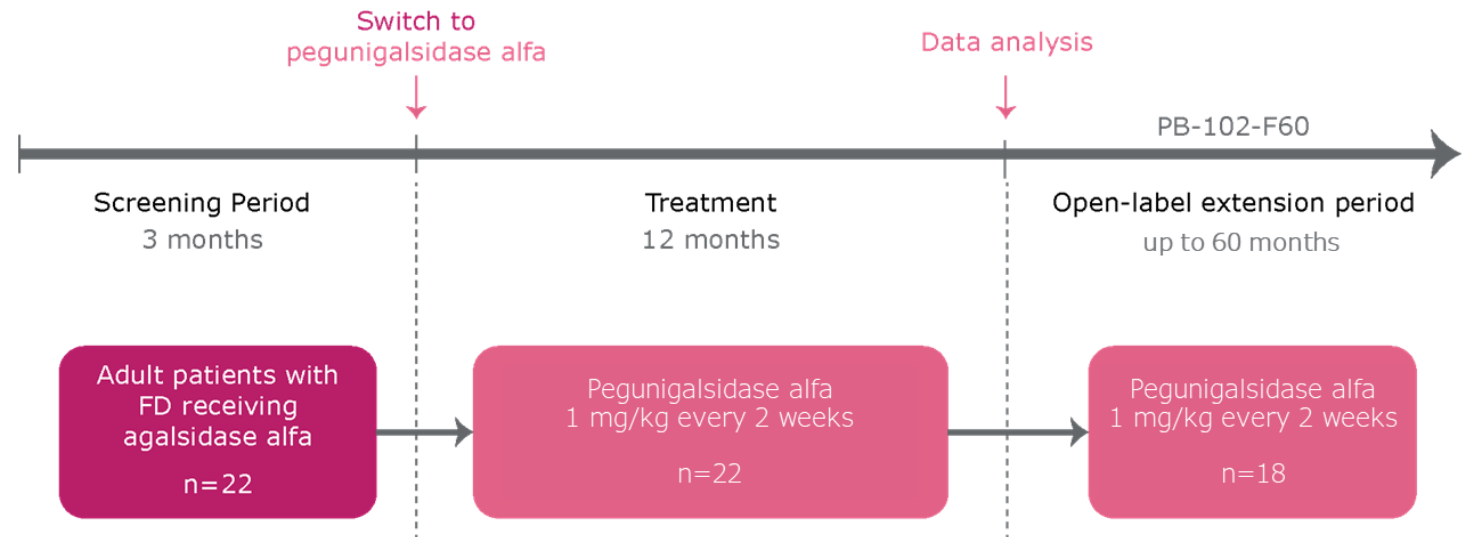 Switch to
pegunigalsidase alfa
Data analysis
PB-102-F60
Screening Period
3 months
Treatment
12 months
Open-label extension period
up to 60 months
Adult patients with
FD receiving
agalsidase alfa
n=22
Pegunigalsidase alfa
1 mg/kg every 2 weeks
n=22
Pegunigalsidase alfa
1 mg/kg every 2 weeks
n=18